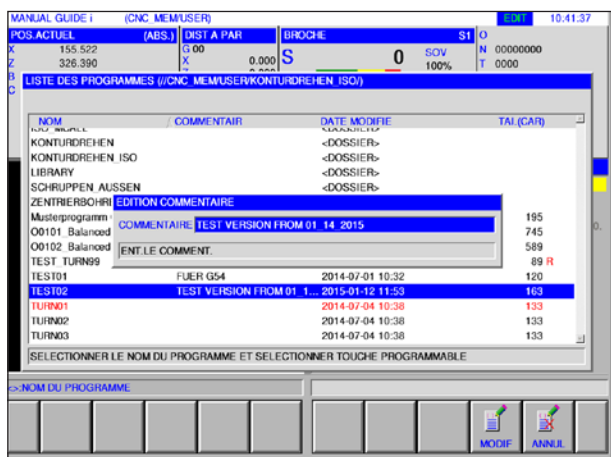 MANUAL GUIDE i (CNC_MEM/USER) EDIT 10:41:37
POS.ACTUEL (ABS.) DIST A PAR BROCHE S1 O
X 155.522 G 00 S 0 SOV N 00000000
Z 326.390 X 0.000 100% T 0000
B
C
LISTE DES PROGRAMMES (//CNC_MEM/USER/KONTURDREHEN_ISO/)
NOM / COMMENTAIR DATE MODIFIE TAI.(CAR)
<DOSSIER>
KONTURDREHEN <DOSSIER>
KONTURDREHEN_ISO <DOSSIER>
LIBRARY <DOSSIER>
SCHRUPPEN_AUSSEN <DOSSIER>
ZENTRIERBOHRI EDITION COMMENTAIRE
Musterprogramm 195
COMMENTAIRE TEST VERSION FROM 01_14_2015
O0101_Balanced 745
O0102_Balanced 589
ENT.LE COMMENT.
TEST_TURN99 89 R
TEST01 FUER G54 2014-07-01 10:32 120
TEST02 TEST VERSION FROM 01_1... 2015-01-12 11:53 163
TURN01 2014-07-04 10:38 133
TURN02 2014-07-04 10:38 133
TURN03 2014-07-04 10:38 133
SELECTIONNER LE NOM DU PROGRAMME ET SELECTIONNER TOUCHE PROGRAMMABLE
<>:NOM DU PROGRAMME
MODIF ANNUL